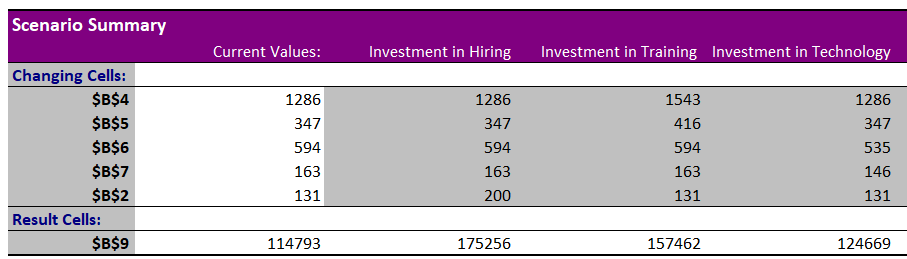 Scenario Summary
Current Values: Investment in Hiring Investment in Training Investment in Technology
Changing Cells:
$B$4 1286 1286 1543 1286
$B$5 347 347 416 347
$B$6 594 594 594 535
$B$7 163 163 163 146
$B$2 131 200 131 131
Result Cells:
$B$9 114793 175256 157462 124669